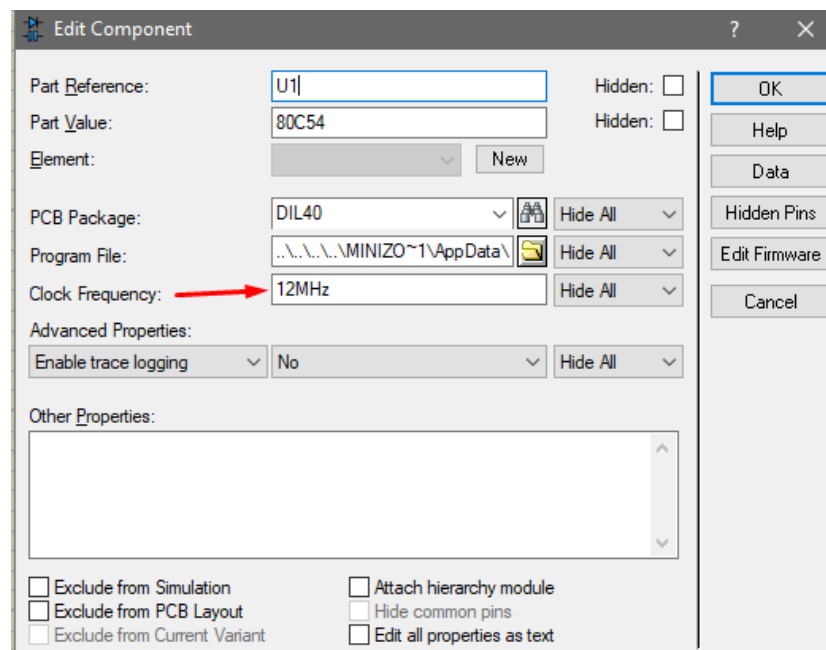 Edit Component ? ×
Part Reference: U1 Hidden: OK
Part Value: 80C54 Hidden: Help
Element: New Data
PCB Package: DIL40 Hide All Hidden Pins
Program File: ..\..\..\..\MINIZO~1\AppData\ Hide All Edit Firmware
Clock Frequency: 12MHz Hide All Cancel
Advanced Properties:
Enable trace logging No Hide All
Other Properties:
Exclude from Simulation Attach hierarchy module
Exclude from PCB Layout Hide common pins
Exclude from Current Variant Edit all properties as text